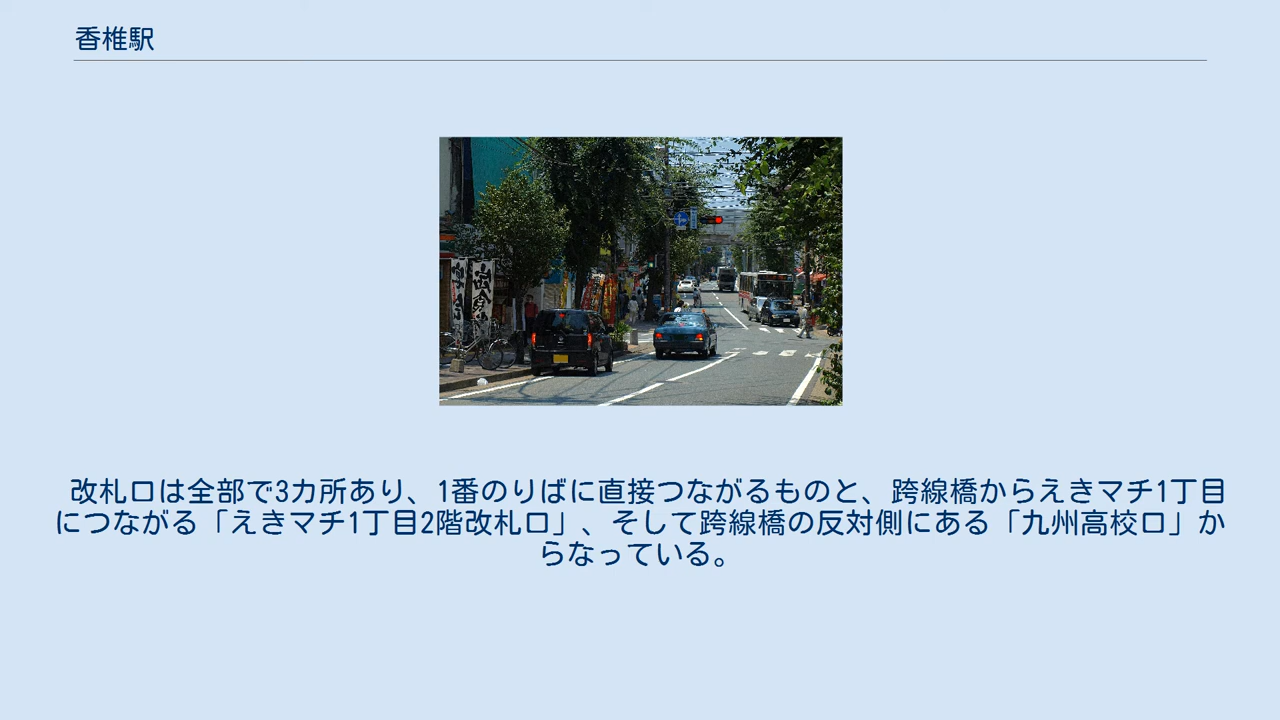 香椎駅
改札口は全部で3カ所あり、1番のりばに直接つながるものと、跨線橋からえきマチ1丁目
につながる「えきマチ1丁目2階改札口」、そして跨線橋の反対側にある「九州高校口」か
らなっている。